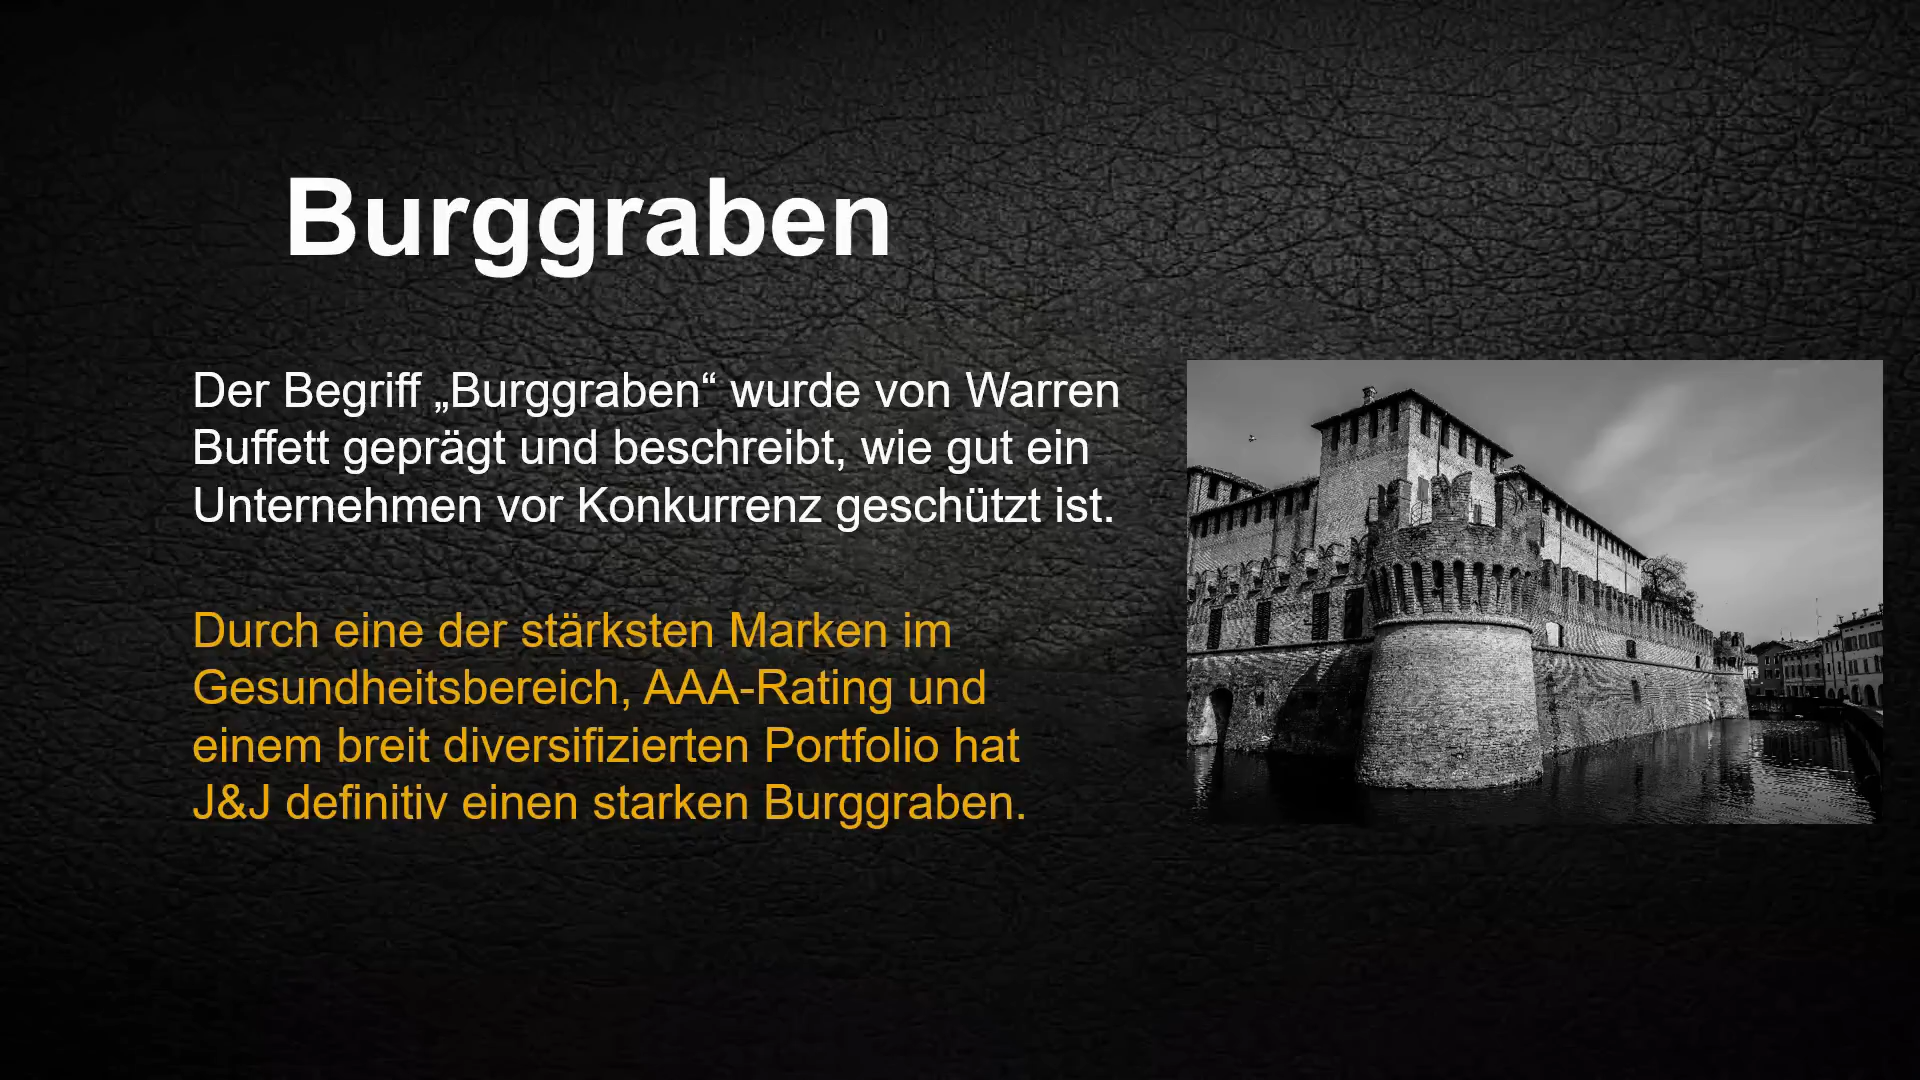 Burggraben
Der Begriff „Burggraben“ wurde von Warren
Buffett geprägt und beschreibt, wie gut ein
Unternehmen vor Konkurrenz geschützt ist.
Durch eine der stärksten Marken im
Gesundheitsbereich, AAA-Rating und
einem breit diversifizierten Portfolio hat
J&J definitiv einen starken Burggraben.